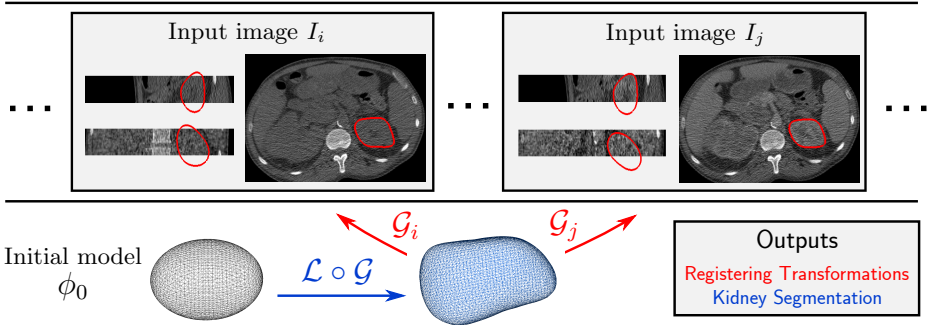 Input image I_i
Input image I_j
...
...
...
G_i
G_j
Initial model
ϕ_0
L ∘ G
Outputs
Registering Transformations
Kidney Segmentation